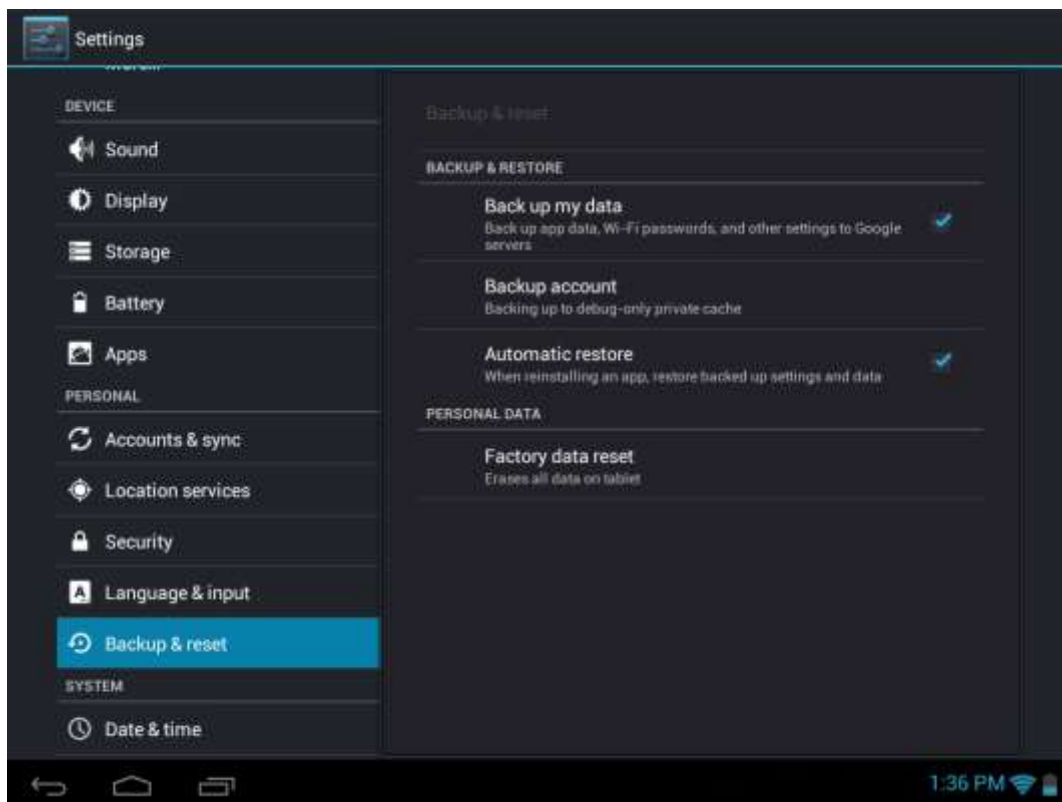 Settings
DEVICE
Sound
Display
Storage
Battery
Apps
PERSONAL
Accounts & sync
Location services
Security
Language & input
Backup & reset
SYSTEM
Date & time
Backup & reset
BACKUP & RESTORE
Back up my data
Back up app data, Wi-Fi passwords, and other settings to Google
servers
Backup account
Backing up to debug-only private cache
Automatic restore
When reinstalling an app, restore backed up settings and data
PERSONAL DATA
Factory data reset
Erases all data on tablet
1:36 PM